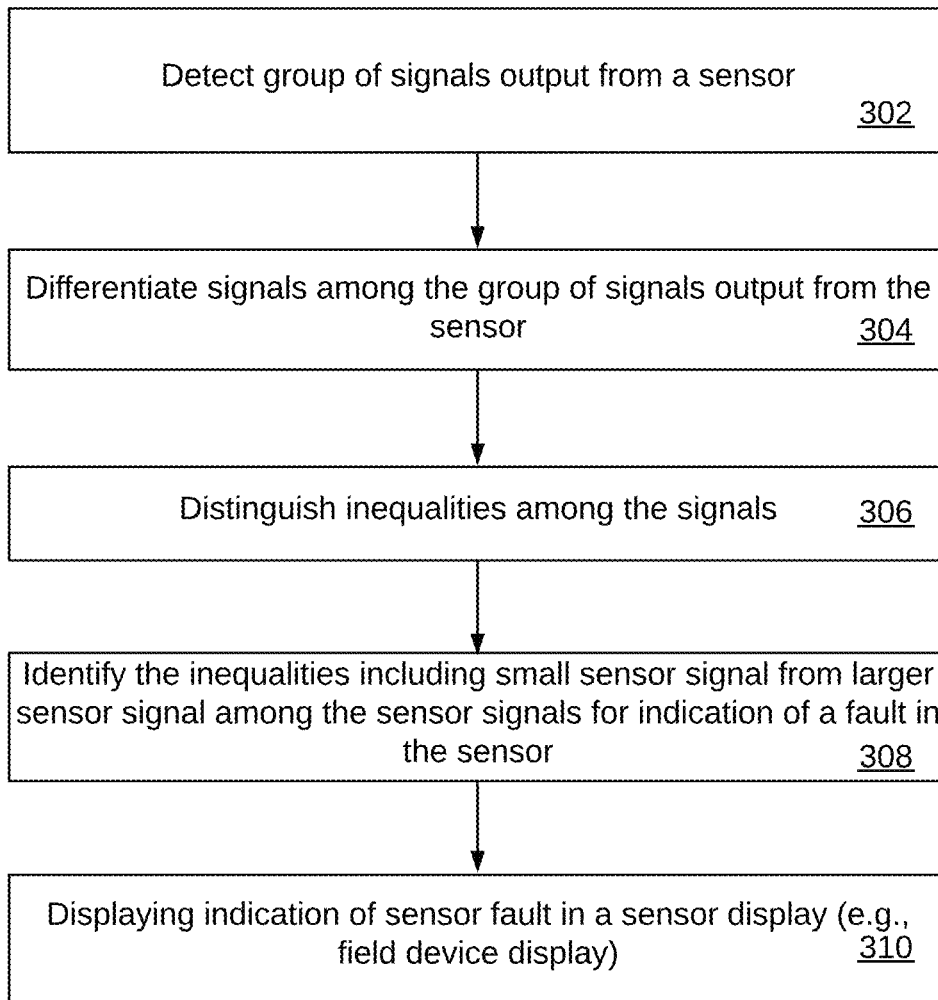 Detect group of signals output from a sensor
302
Differentiate signals among the group of signals output from the
sensor
304
Distinguish inequalities among the signals
306
Identify the inequalities including small sensor signal from larger
sensor signal among the sensor signals for indication of a fault in
the sensor
308
Displaying indication of sensor fault in a sensor display (e.g.,
field device display)
310